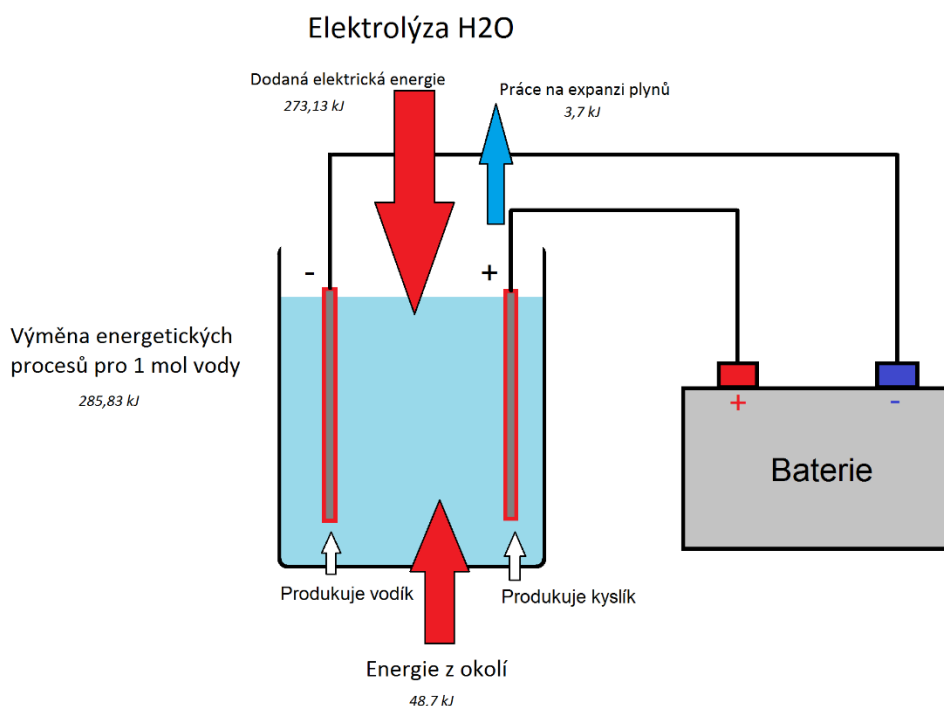 Elektrolýza H2O
Dodaná elektrická energie
273,13 kJ
Práce na expanzi plynů
3,7 kJ
-
+
Výměna energetických
procesů pro 1 mol vody
285,83 kJ
+
-
Baterie
Produkuje vodík
Produkuje kyslík
Energie z okolí
48.7 kJ